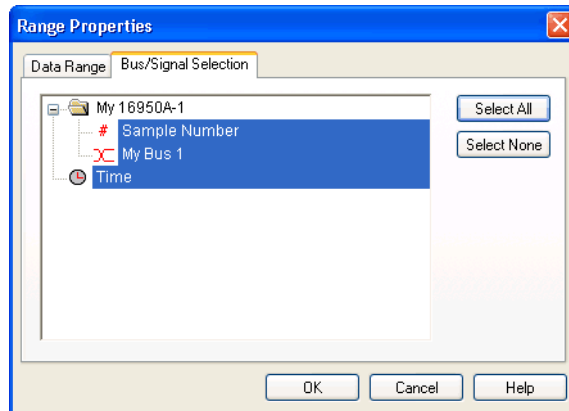 Range Properties
Data Range Bus/Signal Selection
My 16950A-1
# Sample Number
My Bus 1
Time
Select All
Select None
OK Cancel Help